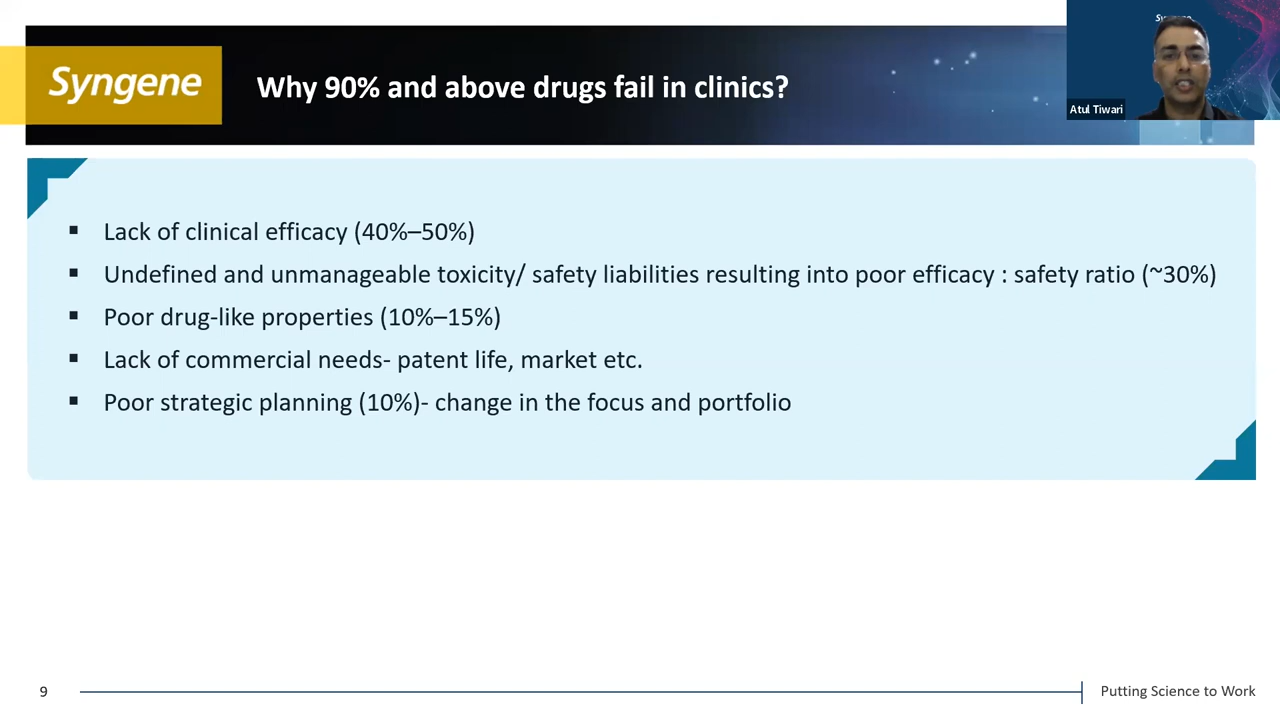 Syngene
Why 90% and above drugs fail in clinics?
Atul Tiwari
▪ Lack of clinical efficacy (40%–50%)
▪ Undefined and unmanageable toxicity/ safety liabilities resulting into poor efficacy : safety ratio (~30%)
▪ Poor drug-like properties (10%–15%)
▪ Lack of commercial needs- patent life, market etc.
▪ Poor strategic planning (10%)- change in the focus and portfolio
9
Putting Science to Work